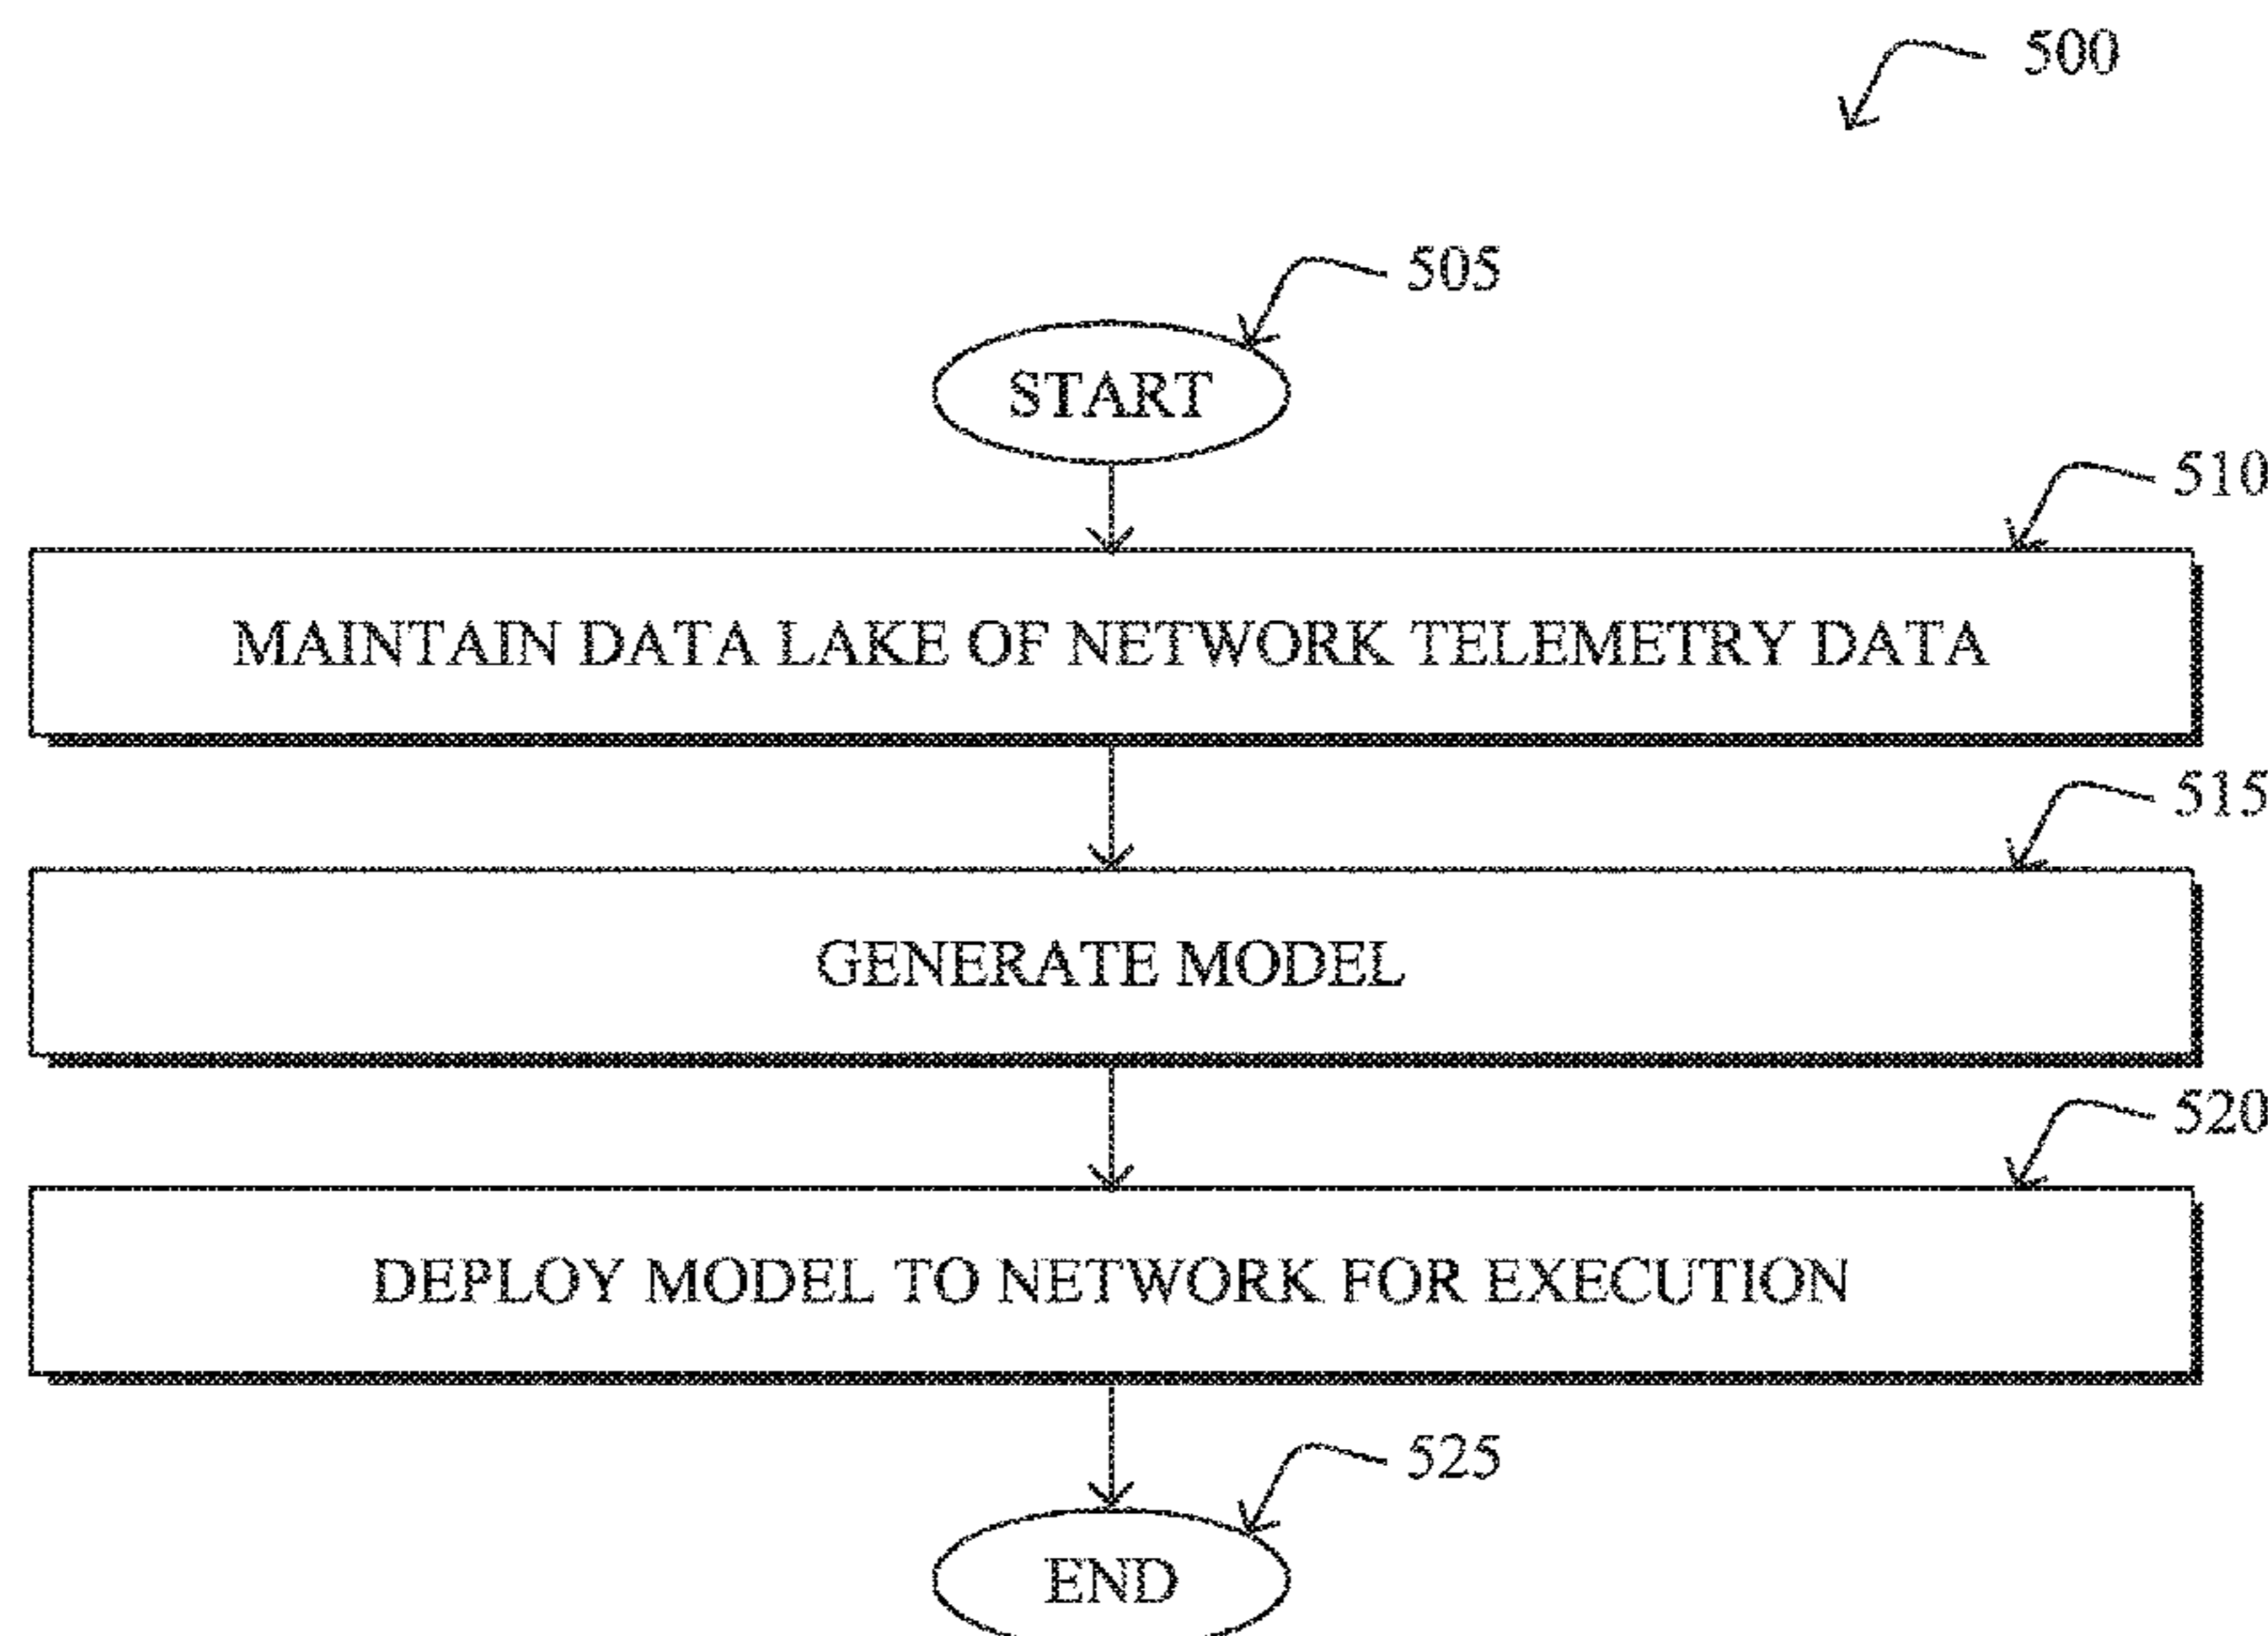 500
505
START
510
MAINTAIN DATA LAKE OF NETWORK TELEMETRY DATA
515
GENERATE MODEL
520
DEPLOY MODEL TO NETWORK FOR EXECUTION
525
END